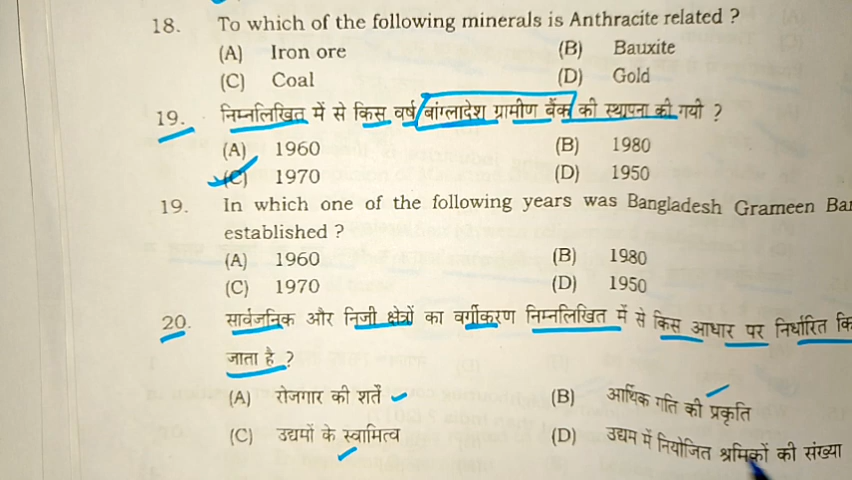 18. To which of the following minerals is Anthracite related ?
(A) Iron ore (B) Bauxite
(C) Coal (D) Gold
19. निम्नलिखित में से किस वर्ष बांग्लादेश ग्रामीण बैंक की स्थापना की गयी ?
(A) 1960 (B) 1980
(C) 1970 (D) 1950
19. In which one of the following years was Bangladesh Grameen
established ?
(A) 1960 (B) 1980
(C) 1970 (D) 1950
20. सार्वजनिक और निजी क्षेत्रों का वर्गीकरण निम्नलिखित में से किस आधार पर निर्धारित
जाता है ?
(A) रोजगार की शर्तें (B) आर्थिक गति की प्रकृति
(C) उद्यमों के स्वामित्व (D) उद्यम में नियोजित श्रमिकों की संख्या